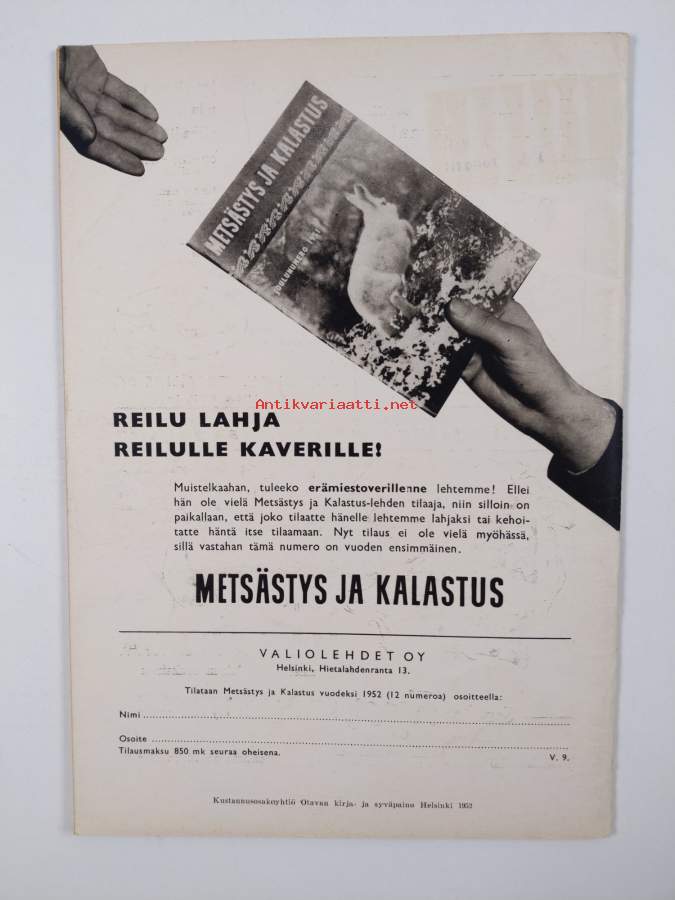 METSÄSTYS JA KALASTUS
JOULUNUMERO
Antikvariaatti.net
REILU LAHJA
REILULLE KAVERILLE!
Muistelkaahan, tuleeko erämiestoverillenne lehtemme! Ellei
hän ole vielä Metsästys ja Kalastus-lehden tilaaja, niin silloin on
paikallaan, että joko tilaatte hänelle lehtemme lahjaksi tai kehoi-
tatte häntä itse tilaamaan. Nyt tilaus ei ole vielä myöhässä,
sillä vastahan tämä numero on vuoden ensimmäinen.
METSÄSTYS JA KALASTUS
VALIOLEHDET OY
Helsinki, Hietalahdenranta 13.
Tilataan Metsästys ja Kalastus vuodeksi 1952 (12 numeroa) osoitteella:
Nimi
Osoite
Tilausmaksu 850 mk seuraa oheisena. V. 9.
Kustannusosakeyhtiö Otavan kirja- ja syväpaino Helsinki 1952